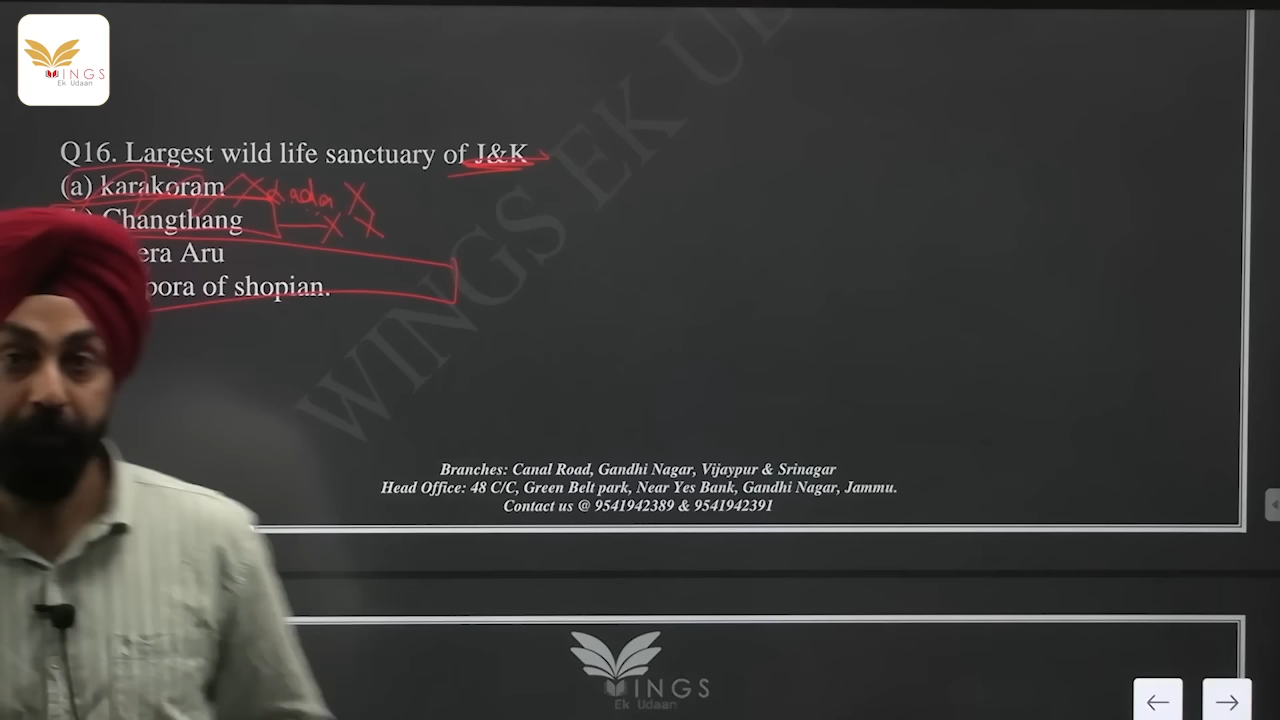 WINGS
Ek Udaan
WINGS EK U
Q16. Largest wild life sanctuary of J&K
(a) karakoram
) Changthang
era Aru
pora of shopian.
Branches: Canal Road, Gandhi Nagar, Vijaypur & Srinagar
Head Office: 48 C/C, Green Belt park, Near Yes Bank, Gandhi Nagar, Jammu.
Contact us @ 9541942389 & 9541942391
WINGS
Ek Udaan